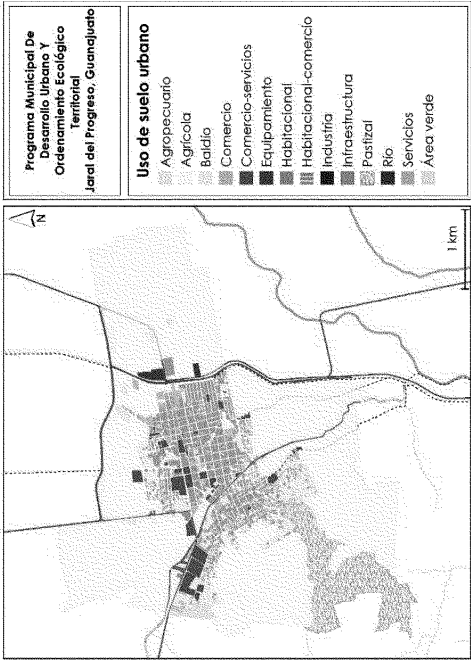 Programa Municipal De
Desarrollo Urbano Y
Ordenamiento Ecológico
Territorial
Jaral del Progreso, Guanajuato
Uso de suelo urbano
Agropecuario
Agrícola
Baldío
Comercio
Comercio-servicios
Equipamiento
Habitacional
Habitacional-comercio
Industria
Infraestructura
Pastizal
Río
Servicios
Área verde
N
1 km